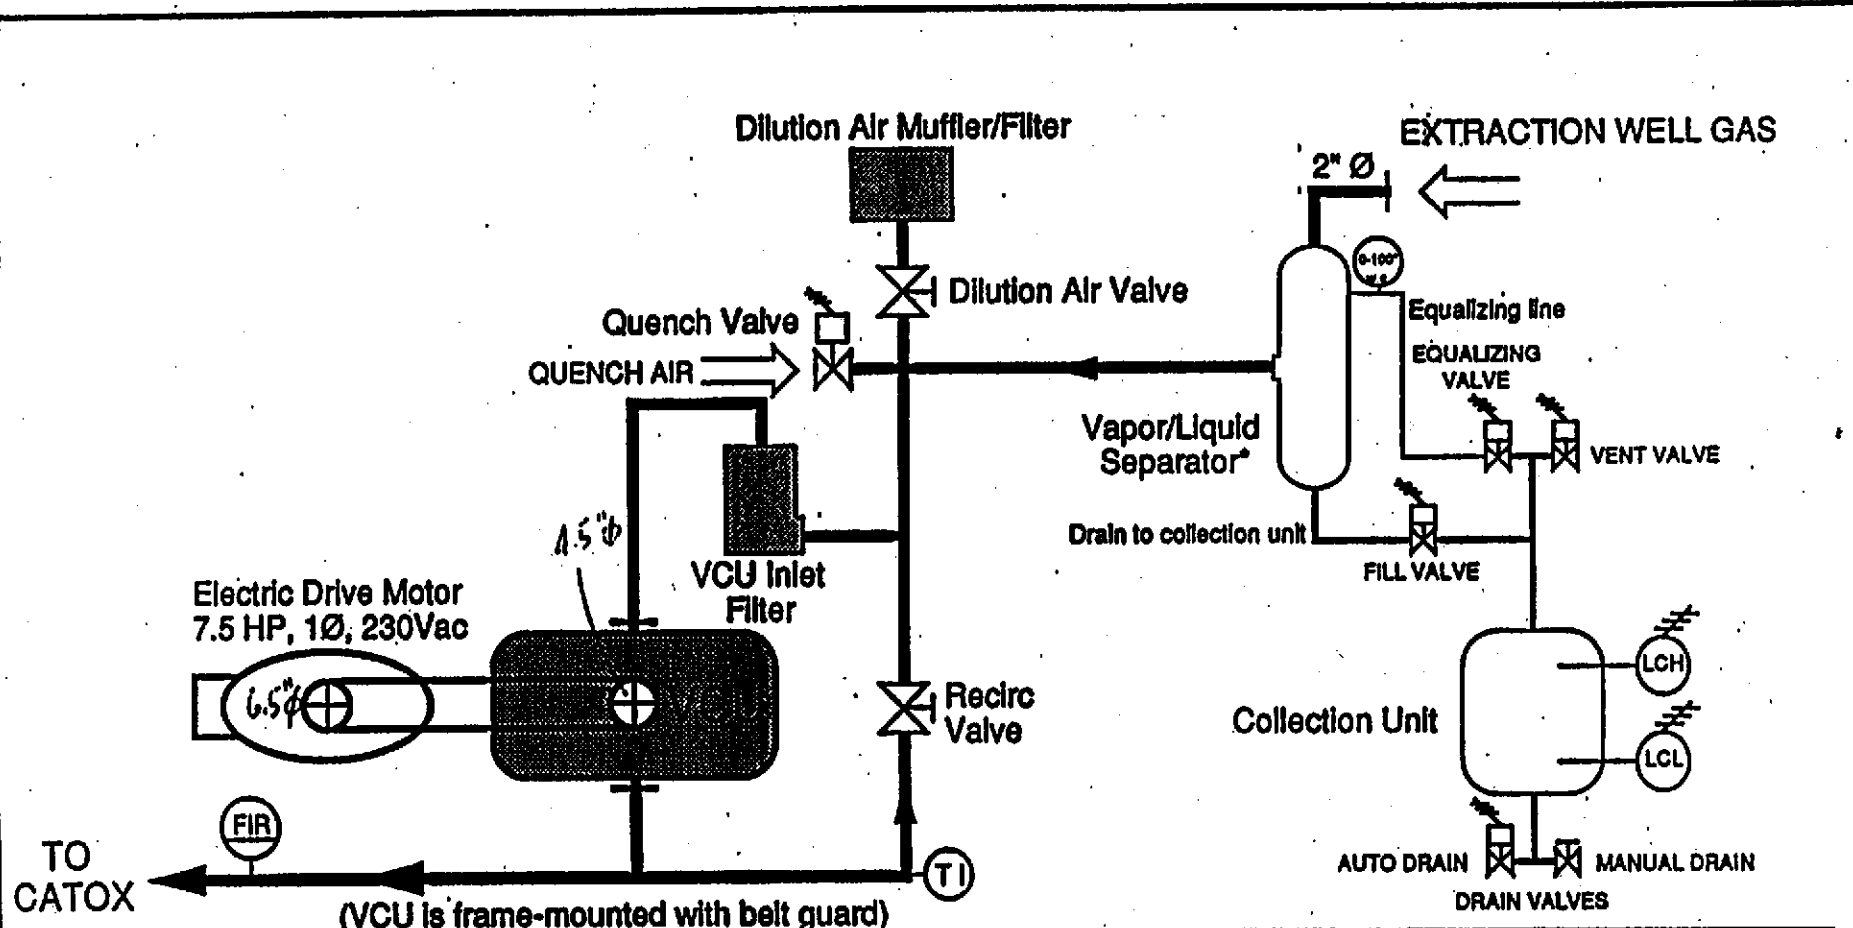 Dilution Air Muffler/Filter
EXTRACTION WELL GAS
2" Ø
0-100"
Dilution Air Valve
Equalizing line
Quench Valve
QUENCH AIR
EQUALIZING
VALVE
Vapor/Liquid
Separator*
VENT VALVE
Drain to collection unit
FILL VALVE
VCU Inlet
Filter
Electric Drive Motor
7.5 HP, 1Ø, 230Vac
6.5"ϕ
VCU
Recirc
Valve
Collection Unit
LCH
LCL
FIR
TO
CATOX
TI
AUTO DRAIN
MANUAL DRAIN
DRAIN VALVES
(VCU is frame-mounted with belt guard)